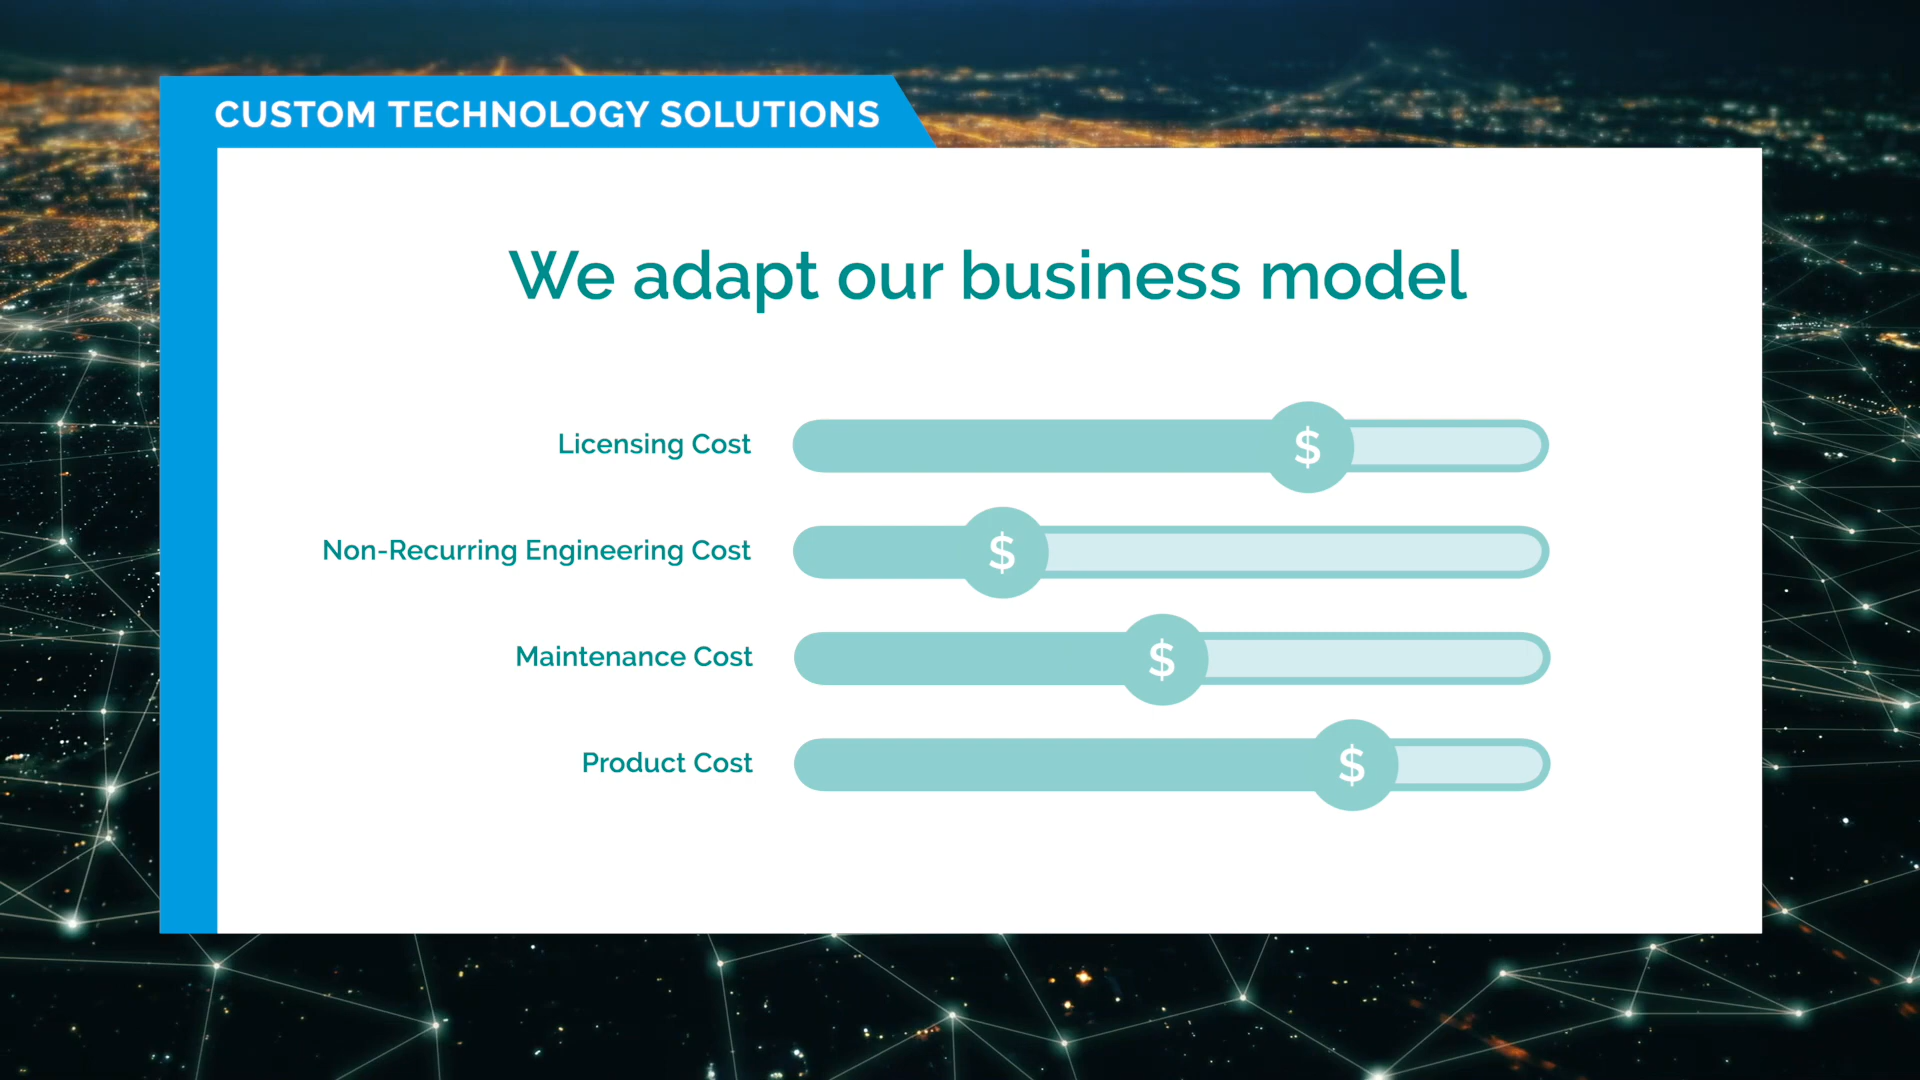 CUSTOM TECHNOLOGY SOLUTIONS
We adapt our business model
Licensing Cost
$
Non-Recurring Engineering Cost
$
Maintenance Cost
$
Product Cost
$